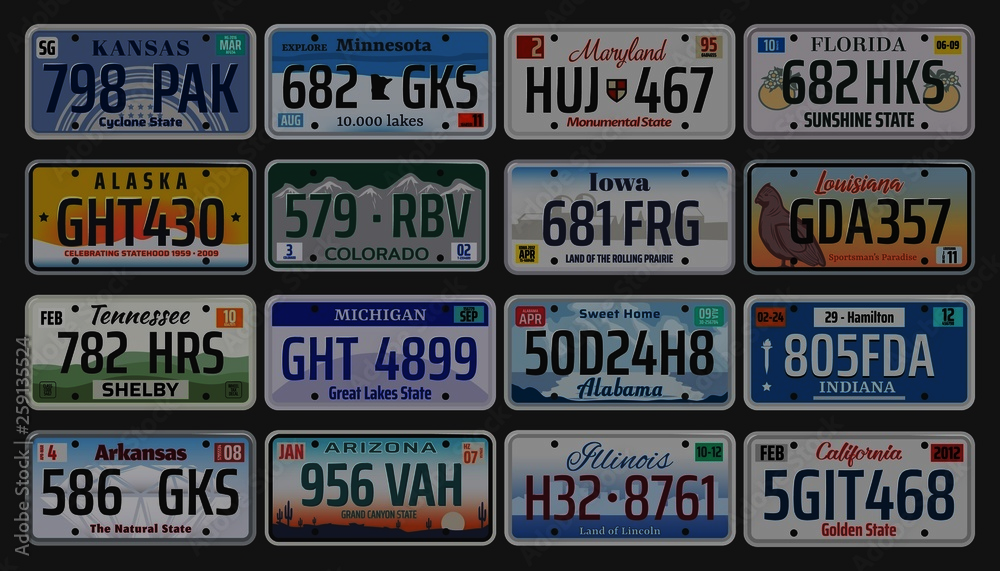 SG KANSAS MAR
798 PAK
Cyclone State
EXPLORE Minnesota
682 GKS
AUG 10.000 lakes 11
2 Maryland 95
HUJ 467
Monumental State
10 FLORIDA 06-09
682 HKS
SUNSHINE STATE
ALASKA
GHT430
CELEBRATING STATEHOOD 1959 • 2009
579 · RBV
3 COLORADO 02
Iowa
681 FRG
APR LAND OF THE ROLLING PRAIRIE
Louisiana
GDA357
Sportsman's Paradise 11
FEB Tennessee 10
782 HRS
SHELBY
MICHIGAN SEP
GHT 4899
Great Lakes State
APR Sweet Home 09
50D24H8
Alabama
02-24 29 - Hamilton 12
805FDA
INDIANA
4 Arkansas 08
586 GKS
The Natural State
JAN ARIZONA 07
956 VAH
GRAND CANYON STATE
Illinois 10-12
H32·8761
Land of Lincoln
FEB California 2012
5GIT468
Golden State
Adobe Stock | #259135524